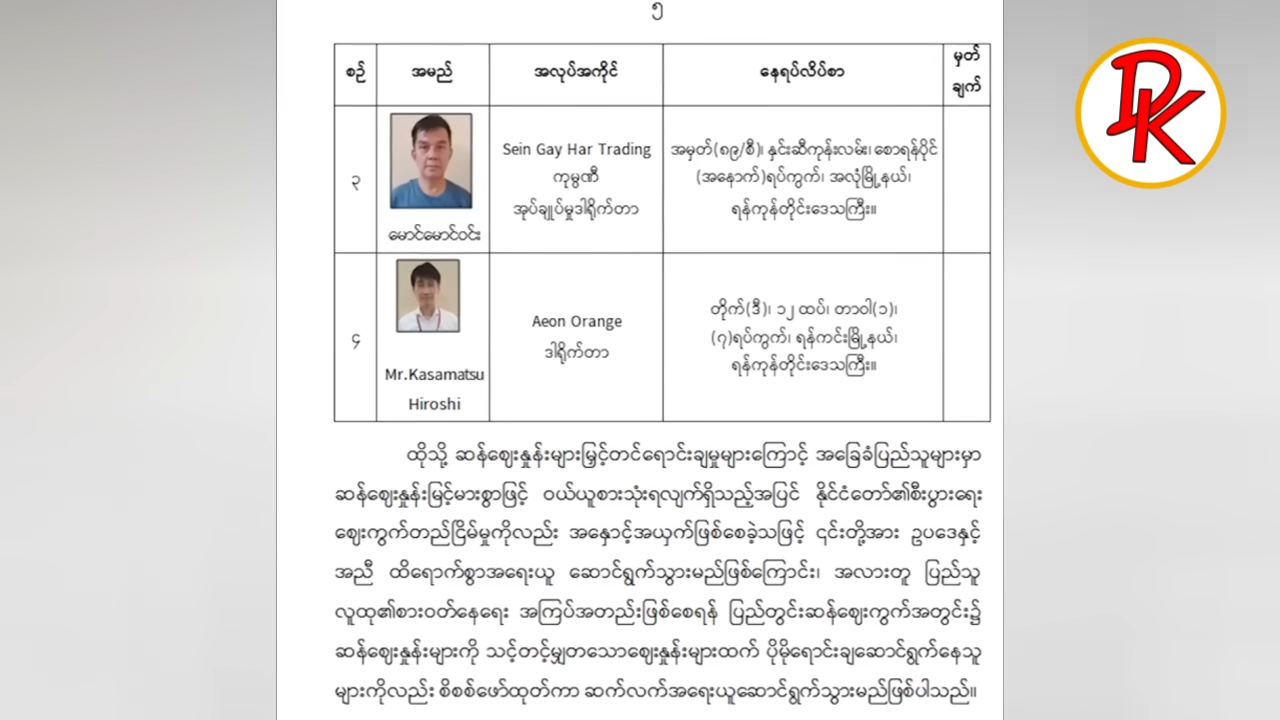 ၅
စဉ် အမည် အလုပ်အကိုင် နေရပ်လိပ်စာ မှတ်
ချက်
၃ မောင်မောင်ဝင်း Sein Gay Har Trading
ကုမ္ပဏီ
အုပ်ချုပ်မှုဒါရိုက်တာ
အမှတ်(၈၉/စီ)၊ နှင်းဆီကုန်းလမ်း၊ စောရန်ပိုင်
(အနောက်)ရပ်ကွက်၊ အလုံမြို့နယ်၊
ရန်ကုန်တိုင်းဒေသကြီး။
၄ Mr.Kasamatsu
Hiroshi
Aeon Orange
ဒါရိုက်တာ
တိုက်(ဒီ)၊ ၁၂ ထပ်၊ တာဝါ(၁)၊
(၇)ရပ်ကွက်၊ ရန်ကင်းမြို့နယ်၊
ရန်ကုန်တိုင်းဒေသကြီး။
ထိုသို့ ဆန်ဈေးနှုန်းများမြှင့်တင်ရောင်းချမှုများကြောင့် အခြေခံပြည်သူများမှာ
ဆန်ဈေးနှုန်းမြင့်မားစွာဖြင့် ဝယ်ယူစားသုံးရလျက်ရှိသည့်အပြင် နိုင်ငံတော်၏စီးပွားရေး
ဈေးကွက်တည်ငြိမ်မှုကိုလည်း အနှောင့်အယှက်ဖြစ်စေခဲ့သဖြင့် ၎င်းတို့အား ဥပဒေနှင့်
အညီ ထိရောက်စွာအရေးယူ ဆောင်ရွက်သွားမည်ဖြစ်ကြောင်း၊ အလားတူ ပြည်သူ
လူထု၏စားဝတ်နေရေး အကြပ်အတည်းဖြစ်စေရန် ပြည်တွင်းဆန်ဈေးကွက်အတွင်း၌
ဆန်ဈေးနှုန်းများကို သင့်တင့်မျှတသောဈေးနှုန်းများထက် ပိုမိုရောင်းချဆောင်ရွက်နေသူ
များကိုလည်း စိစစ်ဖော်ထုတ်ကာ ဆက်လက်အရေးယူဆောင်ရွက်သွားမည်ဖြစ်ပါသည်။
DK